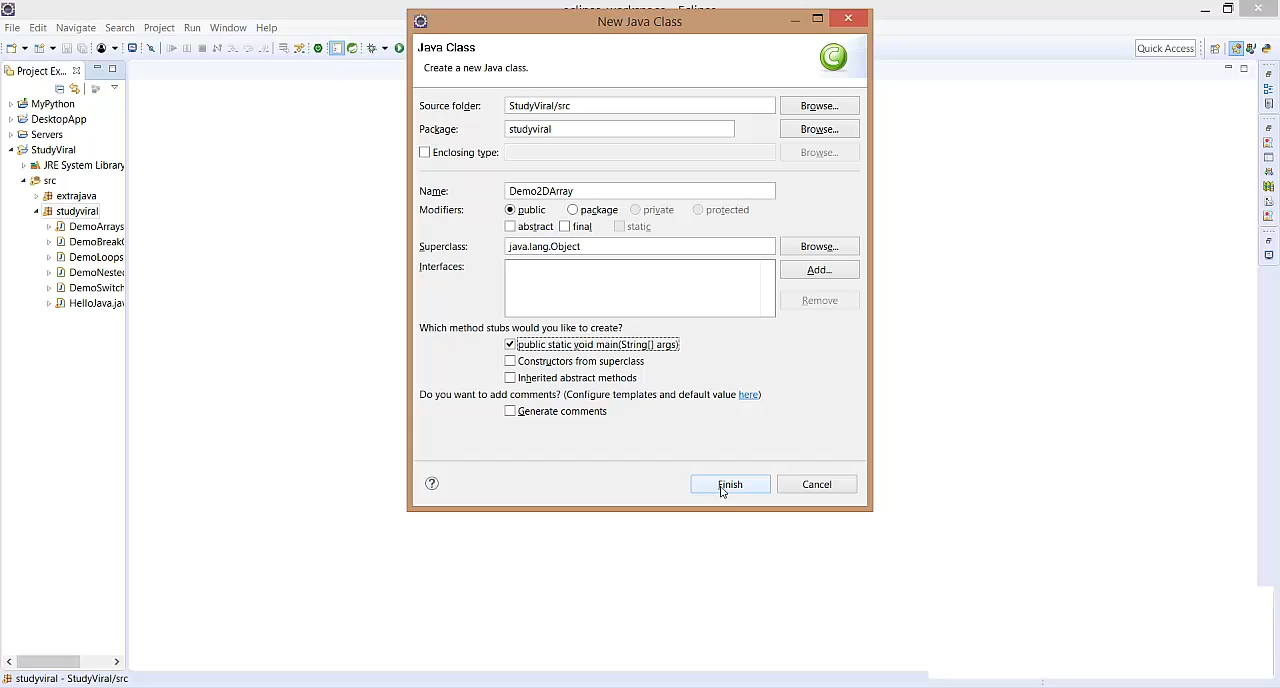 New Java Class
File Edit Navigate Search Project Run Window Help
Quick Access
Project Ex...
MyPython
DesktopApp
Servers
StudyViral
JRE System Library
src
extrajava
studyviral
DemoArrays
DemoBreak
DemoLoops
DemoNeste
DemoSwitch
HelloJava.jav
Java Class
Create a new Java class.
Source folder: StudyViral/src Browse...
Package: studyviral Browse...
Enclosing type: Browse...
Name: Demo2DArray
Modifiers: public package private protected
abstract final static
Superclass: java.lang.Object Browse...
Interfaces: Add...
Remove
Which method stubs would you like to create?
public static void main(String[] args)
Constructors from superclass
Inherited abstract methods
Do you want to add comments? (Configure templates and default value here)
Generate comments
Finish Cancel
studyviral - StudyViral/src